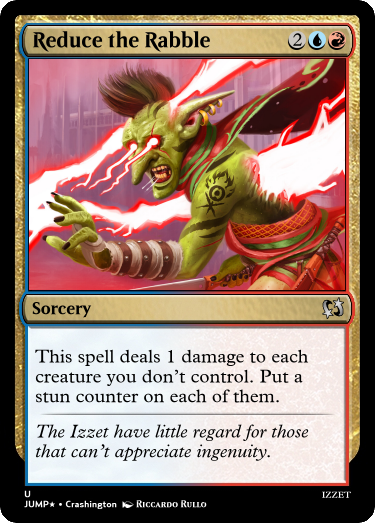 Reduce the Rabble 2
Sorcery
This spell deals 1 damage to each
creature you don't control. Put a
stun counter on each of them.
The Izzet have little regard for those
that can't appreciate ingenuity.
U IZZET
JUMP★ • Crashington Riccardo Rullo